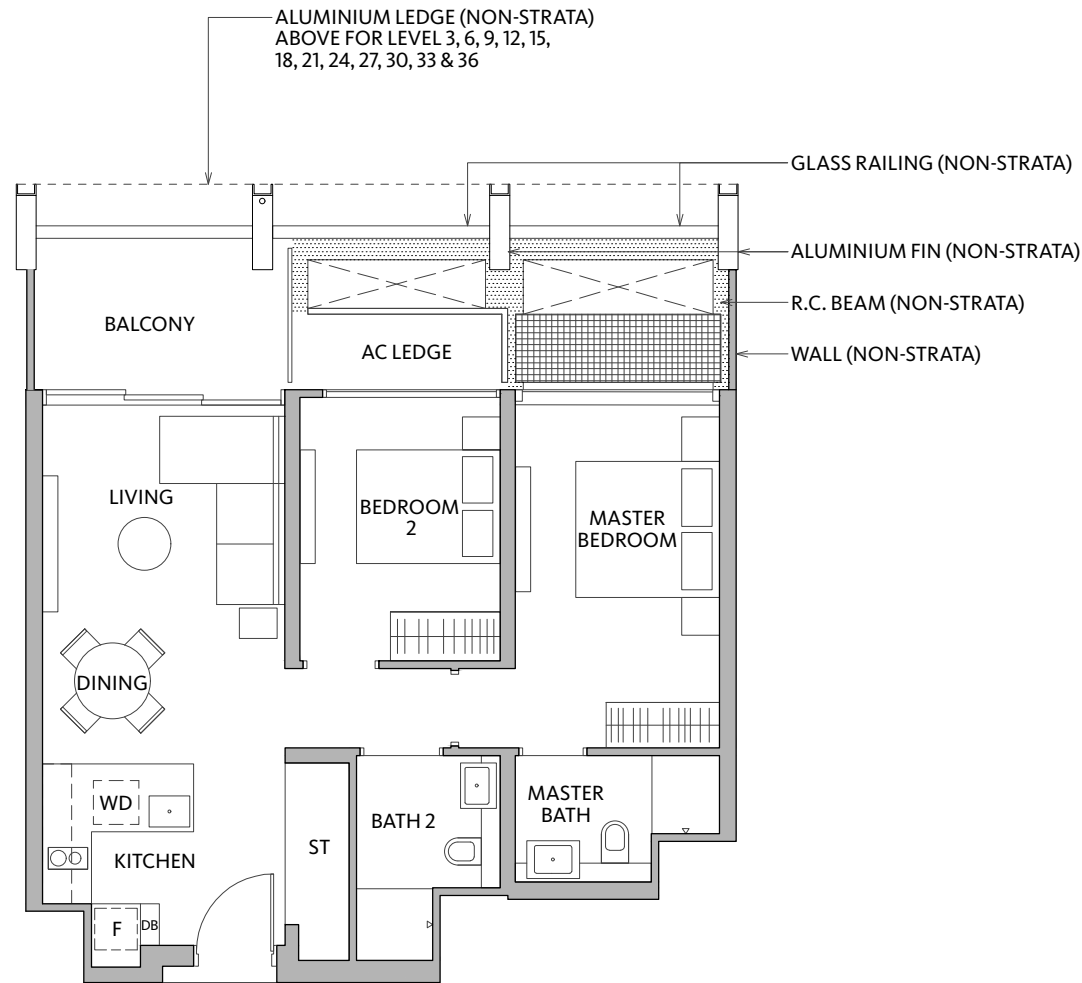 ALUMINIUM LEDGE (NON-STRATA)
ABOVE FOR LEVEL 3, 6, 9, 12, 15,
18, 21, 24, 27, 30, 33 & 36
GLASS RAILING (NON-STRATA)
ALUMINIUM FIN (NON-STRATA)
R.C. BEAM (NON-STRATA)
WALL (NON-STRATA)
BALCONY
AC LEDGE
LIVING
BEDROOM
2
MASTER
BEDROOM
DINING
WD
KITCHEN
F
DB
ST
BATH 2
MASTER
BATH